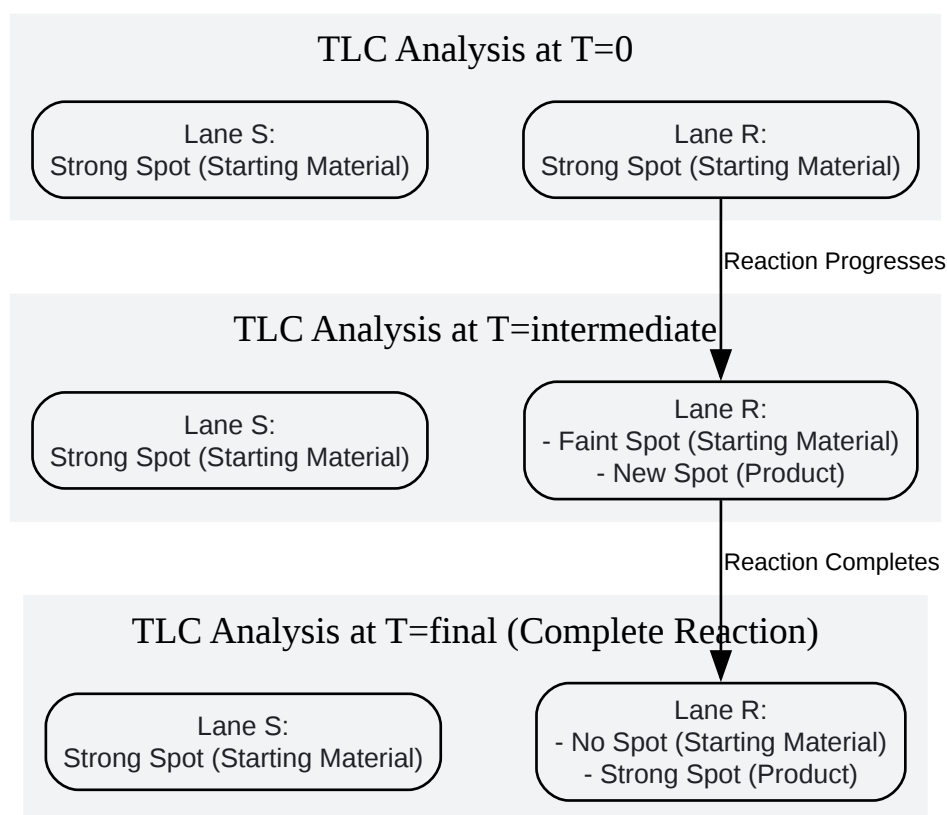 TLC Analysis at T=0
Lane S:
Strong Spot (Starting Material)
Lane R:
Strong Spot (Starting Material)
Reaction Progresses
TLC Analysis at T=intermediate
Lane S:
Strong Spot (Starting Material)
Lane R:
- Faint Spot (Starting Material)
- New Spot (Product)
Reaction Completes
TLC Analysis at T=final (Complete Reaction)
Lane S:
Strong Spot (Starting Material)
Lane R:
- No Spot (Starting Material)
- Strong Spot (Product)